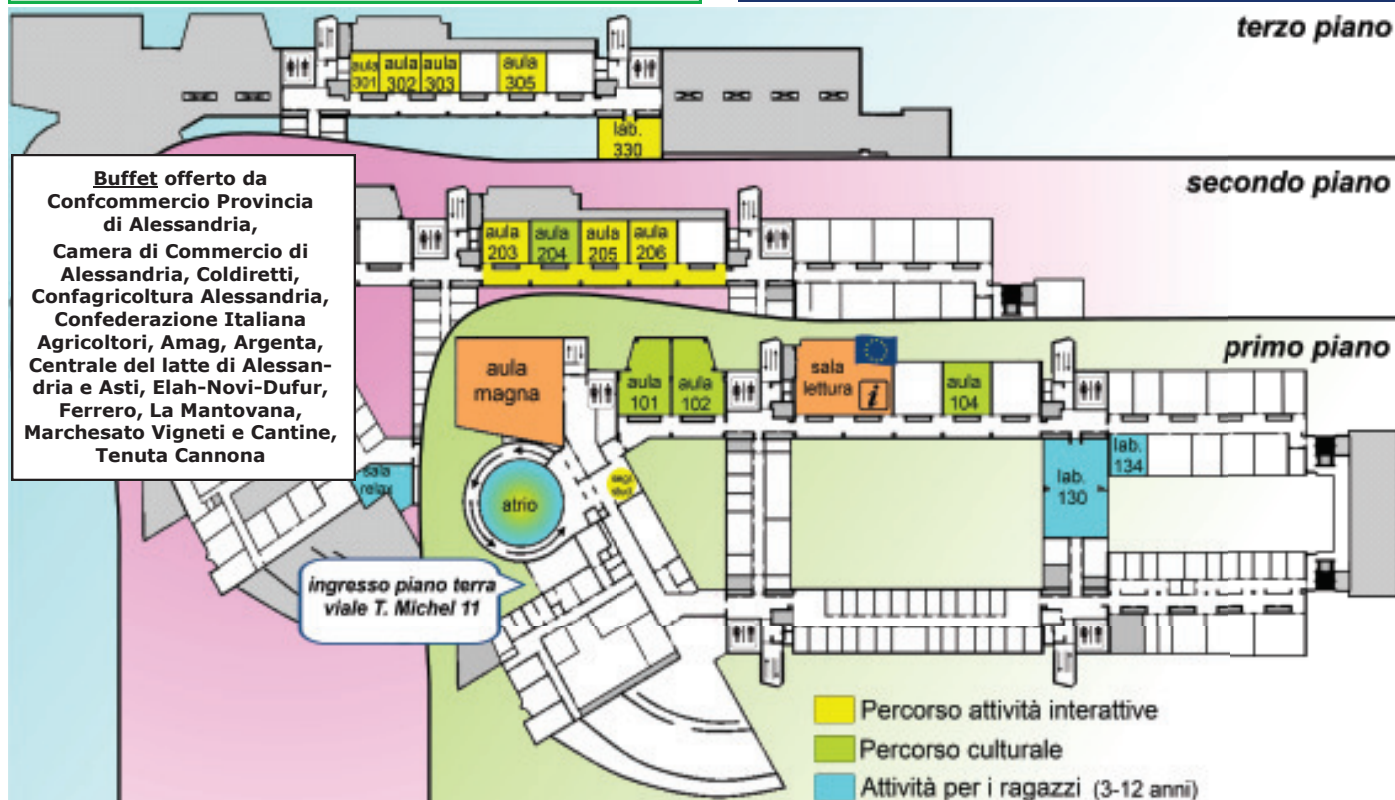 terzo piano
aula 301
aula 302
aula 303
aula 305
lab. 330
secondo piano
Buffet offerto da
Confcommercio Provincia
di Alessandria,
Camera di Commercio di
Alessandria, Coldiretti,
Confagricoltura Alessandria,
Confederazione Italiana
Agricoltori, Amag, Argenta,
Centrale del latte di Alessan-
dria e Asti, Elah-Novi-Dufur,
Ferrero, La Mantovana,
Marchesato Vigneti e Cantine,
Tenuta Cannona
aula 203
aula 204
aula 205
aula 206
sala
relax
primo piano
aula
magna
aula 101
aula 102
sala
lettura
i
aula 104
lab. 130
lab. 134
atrio
segr.
stud.
ingresso piano terra
viale T. Michel 11
Percorso attività interattive
Percorso culturale
Attività per i ragazzi (3-12 anni)